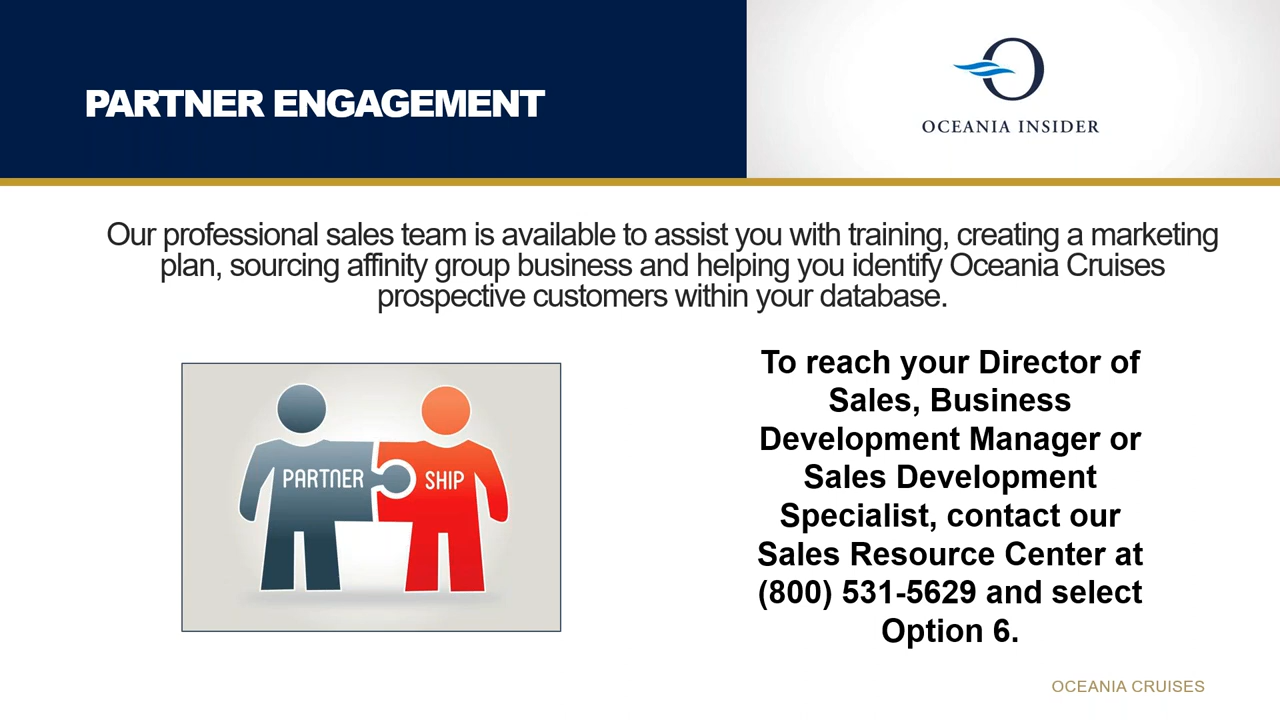 PARTNER ENGAGEMENT
OCEANIA INSIDER
Our professional sales team is available to assist you with training, creating a marketing
plan, sourcing affinity group business and helping you identify Oceania Cruises
prospective customers within your database.
PARTNER SHIP
To reach your Director of
Sales, Business
Development Manager or
Sales Development
Specialist, contact our
Sales Resource Center at
(800) 531-5629 and select
Option 6.
OCEANIA CRUISES